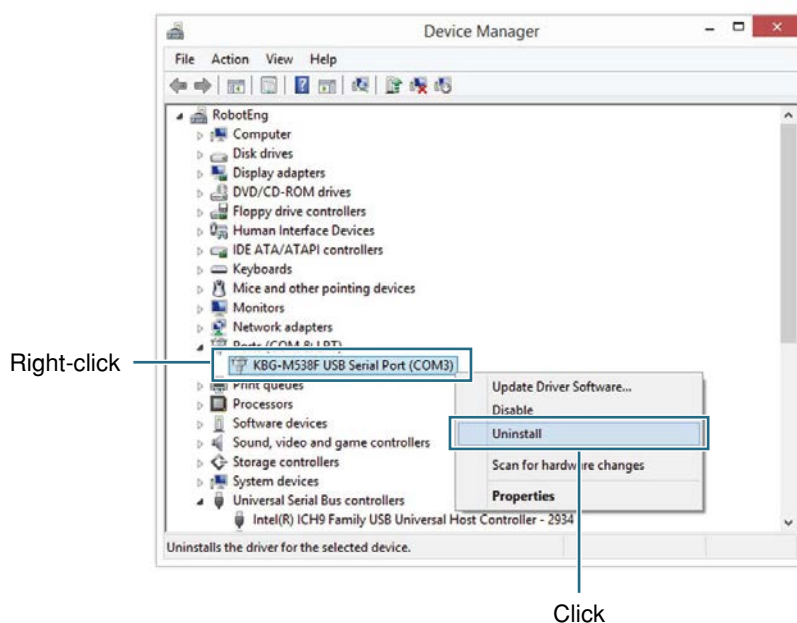 Device Manager
File Action View Help
RobotEng
Computer
Disk drives
Display adapters
DVD/CD-ROM drives
Floppy drive controllers
Human Interface Devices
IDE ATA/ATAPI controllers
Keyboards
Mice and other pointing devices
Monitors
Network adapters
Ports (COM & LPT)
Right-click
KBG-M538F USB Serial Port (COM3)
Print queues
Update Driver Software...
Processors
Disable
Software devices
Uninstall
Sound, video and game controllers
Storage controllers
Scan for hardware changes
System devices
Universal Serial Bus controllers
Properties
Intel(R) ICH9 Family USB Universal Host Controller - 2934
Uninstalls the driver for the selected device.
Click